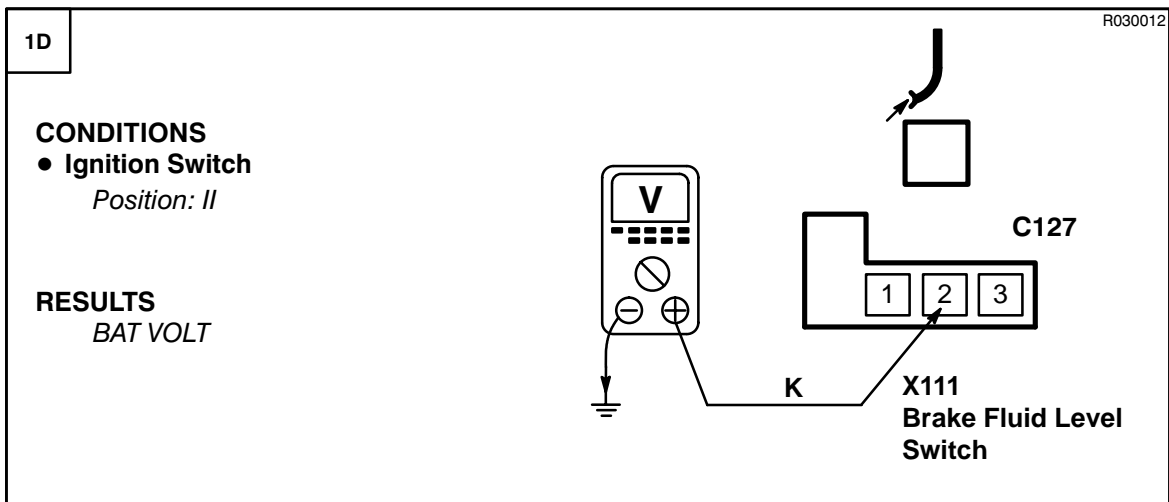 R030012
1D
CONDITIONS
● Ignition Switch
Position: II
RESULTS
BAT VOLT
V
C127
1 2 3
K
X111
Brake Fluid Level
Switch